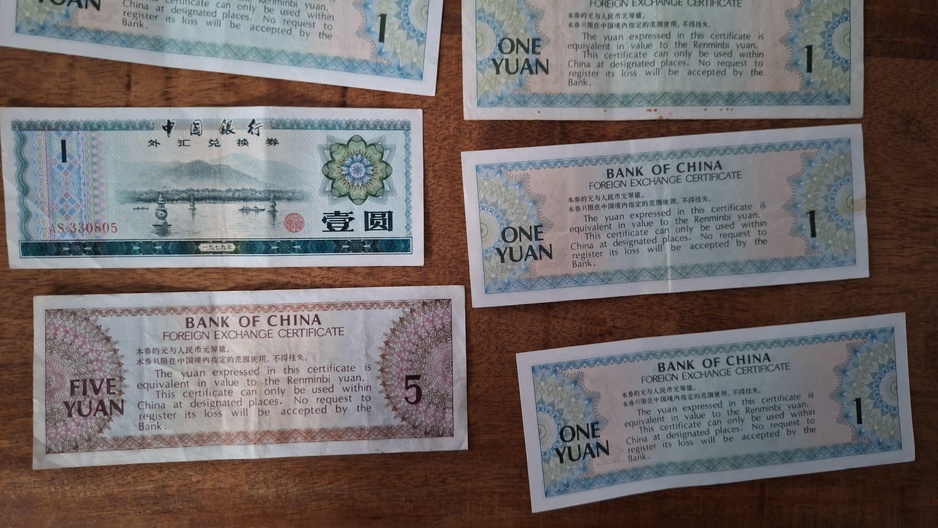 YUAN
can only be used within
China at designated places. No request to
register its loss will be accepted by the
Bank.
1
FOREIGN EXCHANGE CERTIFICATE
本券的元与人民币元等值。
本券只限在中国境内指定的范围使用,不得挂失。
The yuan expressed in this certificate is
equivalent in value to the Renminbi yuan.
This certificate can only be used within
China at designated places. No request to
register its loss will be accepted by the
Bank.
ONE
YUAN
1
中国银行
外汇兑换券
1
AS 330805
壹圆
一九七九年
BANK OF CHINA
FOREIGN EXCHANGE CERTIFICATE
本券的元与人民币元等值。
本券只限在中国境内指定的范围使用,不得挂失。
The yuan expressed in this certificate is
equivalent in value to the Renminbi yuan.
This certificate can only be used within
China at designated places. No request to
register its loss will be accepted by the
Bank.
ONE
YUAN
1
BANK OF CHINA
FOREIGN EXCHANGE CERTIFICATE
本券的元与人民币元等值。
本券只限在中国境内指定的范围使用,不得挂失。
The yuan expressed in this certificate is
equivalent in value to the Renminbi yuan.
This certificate can only be used within
China at designated places. No request to
register its loss will be accepted by the
Bank.
FIVE
YUAN
5
BANK OF CHINA
FOREIGN EXCHANGE CERTIFICATE
本券的元与人民币元等值。
本券只限在中国境内指定的范围使用,不得挂失。
The yuan expressed in this certificate is
equivalent in value to the Renminbi yuan.
This certificate can only be used within
China at designated places. No request to
register its loss will be accepted by the
Bank.
ONE
YUAN
1